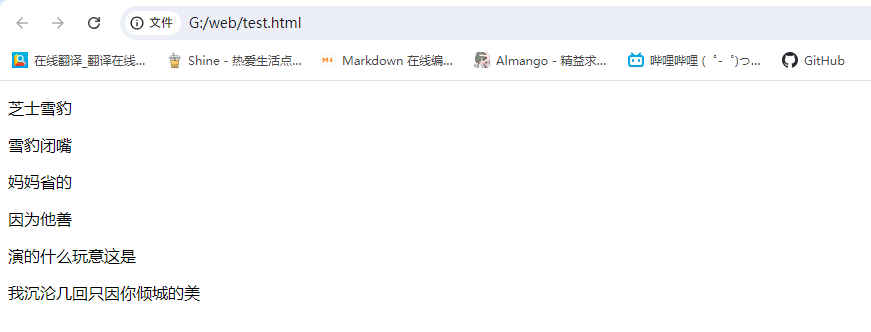 文件 G:/web/test.html
在线翻译_翻译在线... Shine - 热爱生活点... Markdown 在线编... Almango - 精益求... 哔哩哔哩 ( ゜- ゜)つ... GitHub
芝士雪豹
雪豹闭嘴
妈妈省的
因为他善
演的什么玩意这是
我沉沦几回只因你倾城的美